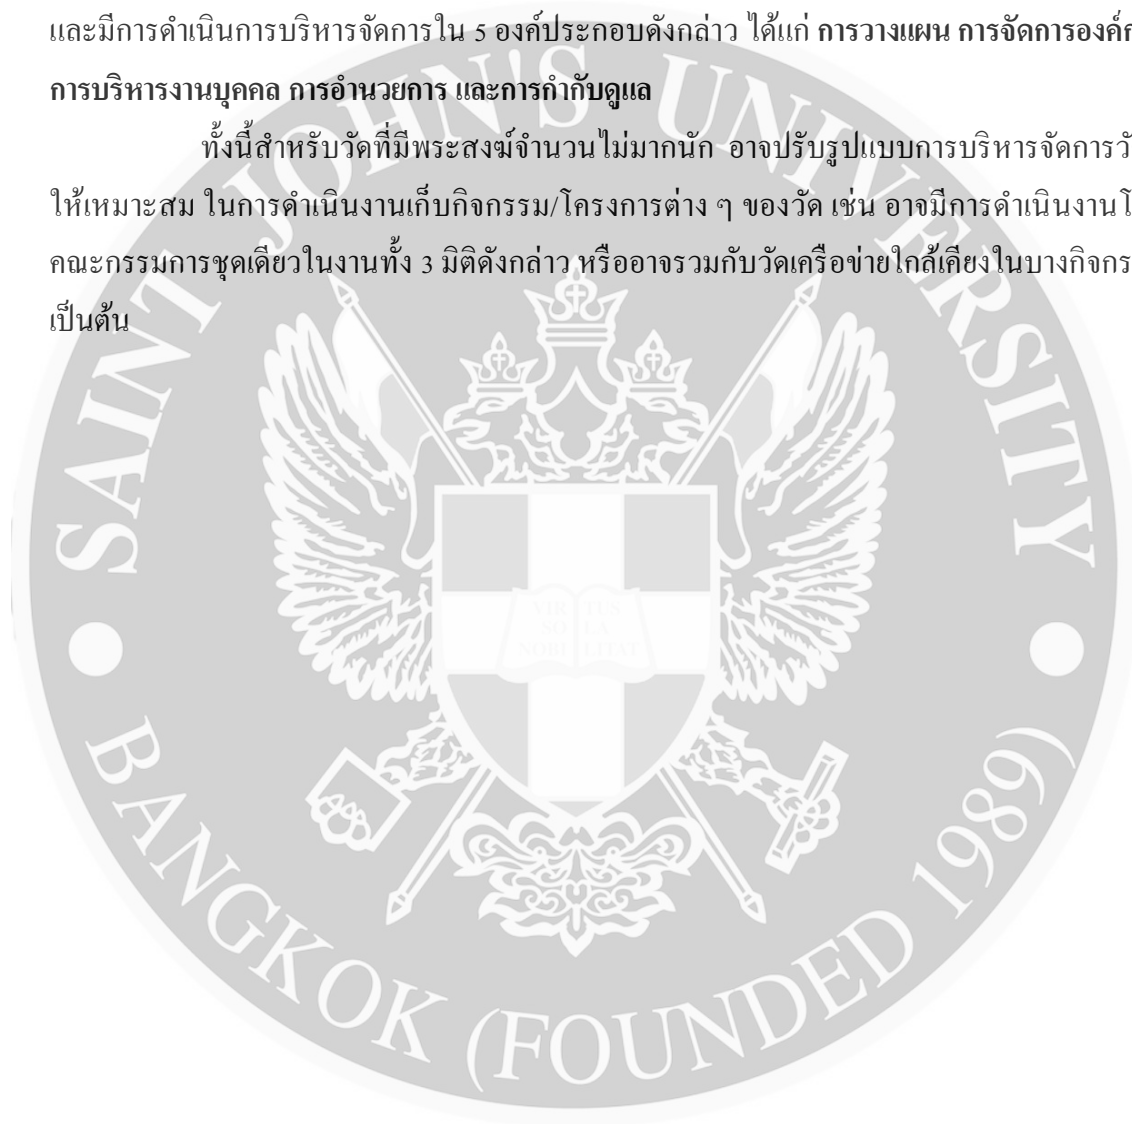 และมีการดำเนินการบริหารจัดการใน 5 องค์ประกอบดังกล่าว ได้แก่ การวางแผน การจัดการองค์ก
การบริหารงานบุคคล การอำนวยการ และการกำกับดูแล
ทั้งนี้สำหรับวัดที่มีพระสงฆ์จำนวนไม่มากนัก อาจปรับรูปแบบการบริหารจัดการวั
ให้เหมาะสม ในการดำเนินงานเก็บกิจกรรม/โครงการต่าง ๆ ของวัด เช่น อาจมีการดำเนินงานโ
คณะกรรมการชุดเดียวในงานทั้ง 3 มิติดังกล่าว หรืออาจรวมกับวัดเครือข่ายใกล้เคียงในบางกิจกร
เป็นต้น
SAINT JOHN'S UNIVERSITY
VIR TUS
SO LA
NOBI LITAT
BANGKOK (FOUNDED 1989)